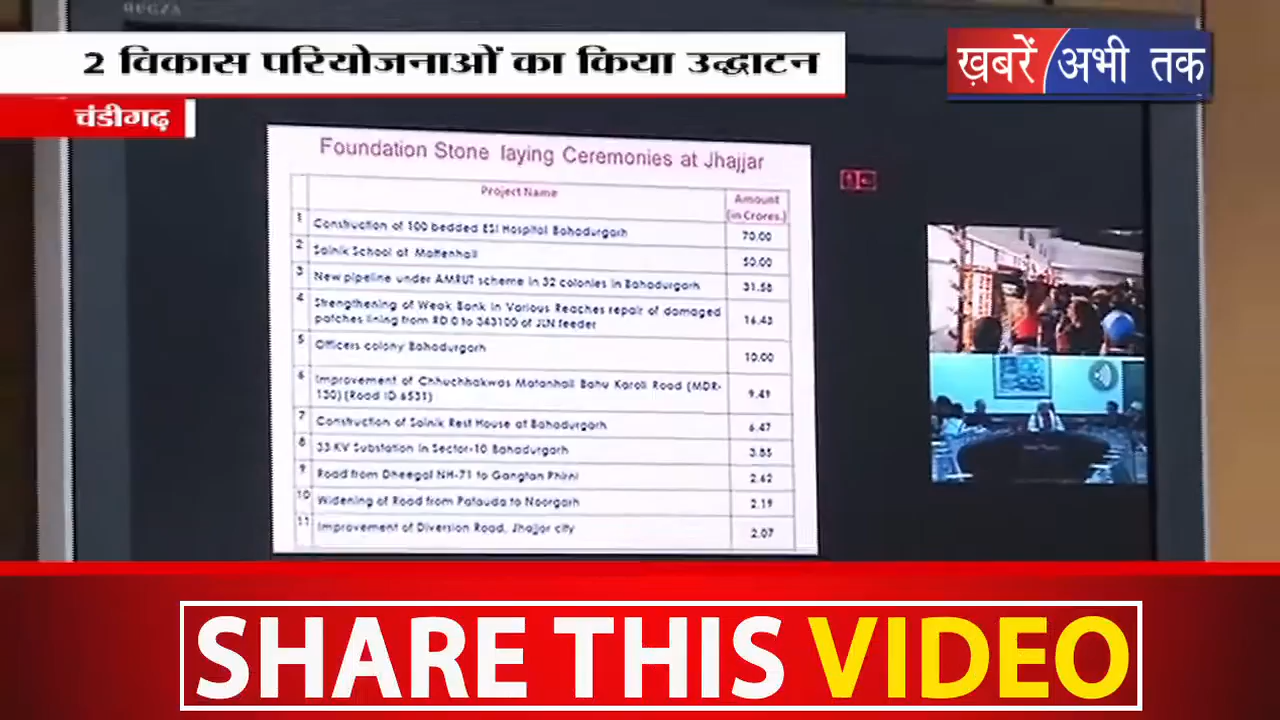 REGZA
2 विकास परियोजनाओं का किया उद्घाटन
ख़बरें अभी तक
चंडीगढ़
Foundation Stone laying Ceremonies at Jhajjar
Project Name
Amount
(in Crores.)
1 Construction of 100 bedded ESI Hospital Bahadurgarh 70.00
2 Sainik School at Mattenhail 50.00
3 New pipeline under AMRUT scheme in 32 colonies in Bahadurgarh 31.58
4 Strengthening of Weak Bank in Various Reaches repair of damaged
patches lining from RD 0 to 343100 of JLN feeder 16.43
5 Officers colony Bahadurgarh 10.00
6 Improvement of Chhuchhakwas Matanhail Bahu Karoli Road (MDR-
130) (Road ID 6531) 9.49
7 Construction of Sainik Rest House at Bahadurgarh 6.47
8 33 KV Substation in Sector-10 Bahadurgarh 3.85
9 Road from Dheegal NH-71 to Gangtan Phirni 2.62
10 Widening of Road from Patauda to Noorgarh 2.19
11 Improvement of Diversion Road, Jhajjar city 2.07
SHARE THIS VIDEO